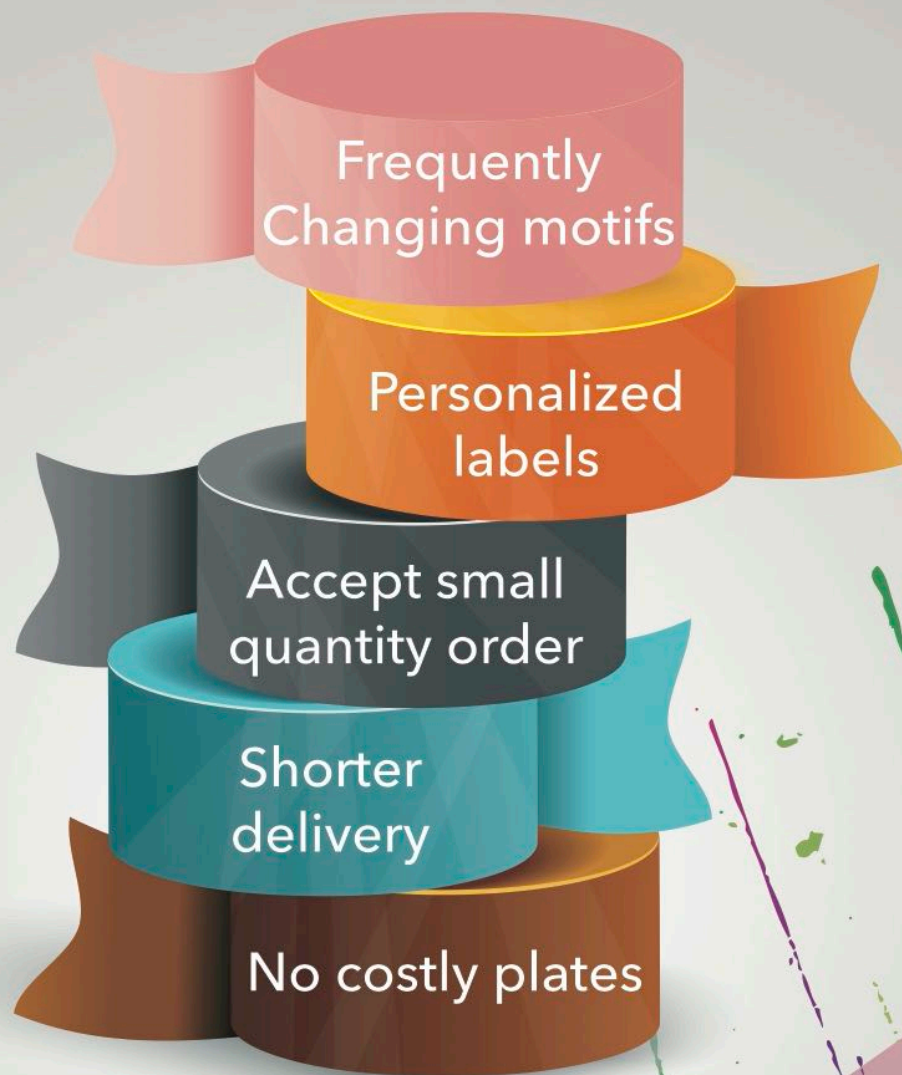 Frequently
Changing motifs
Personalized
labels
Accept small
quantity order
Shorter
delivery
No costly plates